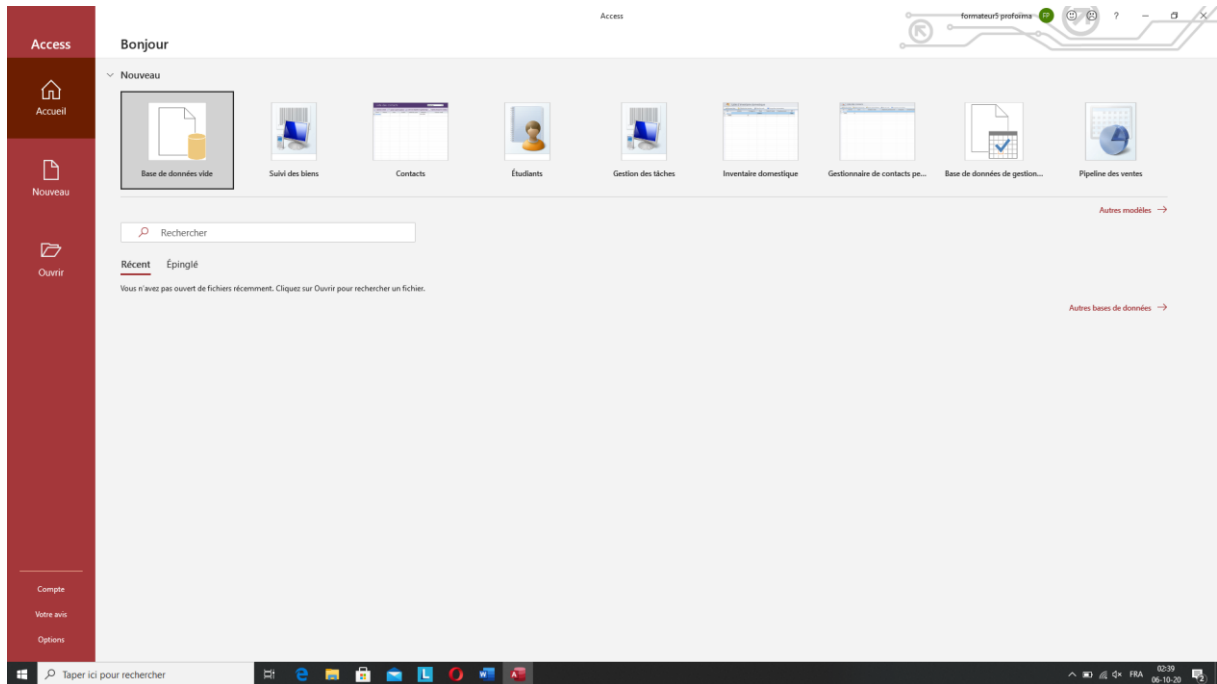 Access
formateur5 profoima FP ?
Access
Bonjour
Accueil
Nouveau
Ouvrir
Nouveau
Base de données vide
Suivi des biens
Contacts
Étudiants
Gestion des tâches
Inventaire domestique
Gestionnaire de contacts pe...
Base de données de gestion...
Pipeline des ventes
Autres modèles
Rechercher
Récent Épinglé
Vous n'avez pas ouvert de fichiers récemment. Cliquez sur Ouvrir pour rechercher un fichier.
Autres bases de données
Compte
Votre avis
Options
Taper ici pour rechercher
FRA
02:39
06-10-20